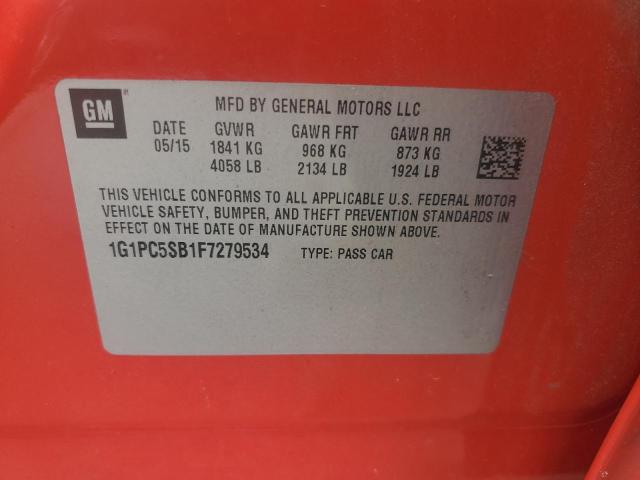 GM
MFD BY GENERAL MOTORS LLC
DATE GVWR GAWR FRT GAWR RR
05/15 1841 KG 968 KG 873 KG
4058 LB 2134 LB 1924 LB
THIS VEHICLE CONFORMS TO ALL APPLICABLE U.S. FEDERAL MOTOR
VEHICLE SAFETY, BUMPER, AND THEFT PREVENTION STANDARDS IN
EFFECT ON THE DATE OF MANUFACTURE SHOWN ABOVE.
1G1PC5SB1F7279534 TYPE: PASS CAR